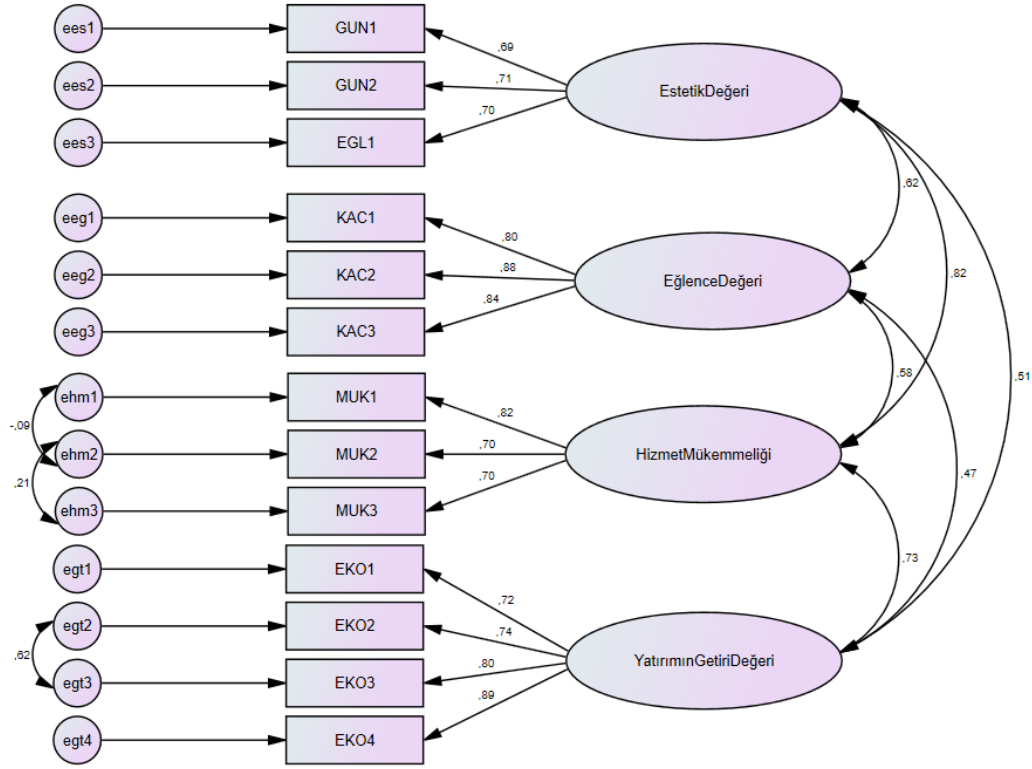 ees1
GUN1
,69
ees2
GUN2
,71
EstetikDeğeri
ees3
EGL1
,70
,62
eeg1
KAC1
,80
eeg2
KAC2
,88
EğlenceDeğeri
,82
eeg3
KAC3
,84
,58
,51
ehm1
MUK1
,82
-,09
ehm2
MUK2
,70
HizmetMükemmeliği
,47
,21
ehm3
MUK3
,70
,73
egt1
EKO1
,72
egt2
EKO2
,74
,62
YatırımınGetiriDeğeri
egt3
EKO3
,80
egt4
EKO4
,89